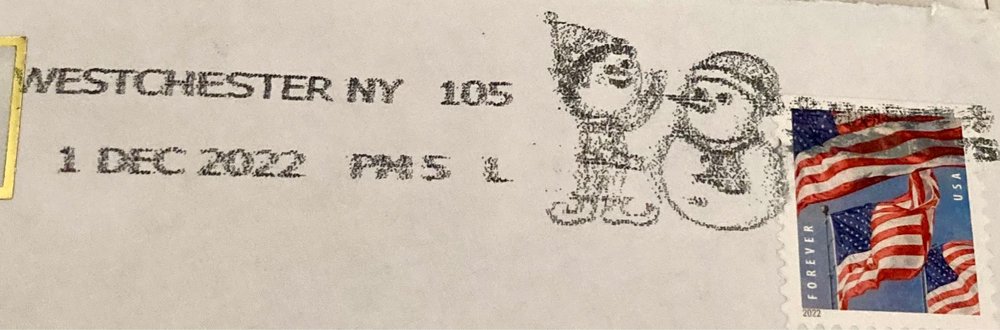 WESTCHESTER NY 105
1 DEC 2022 PM 5 L
FOREVER
USA
2022